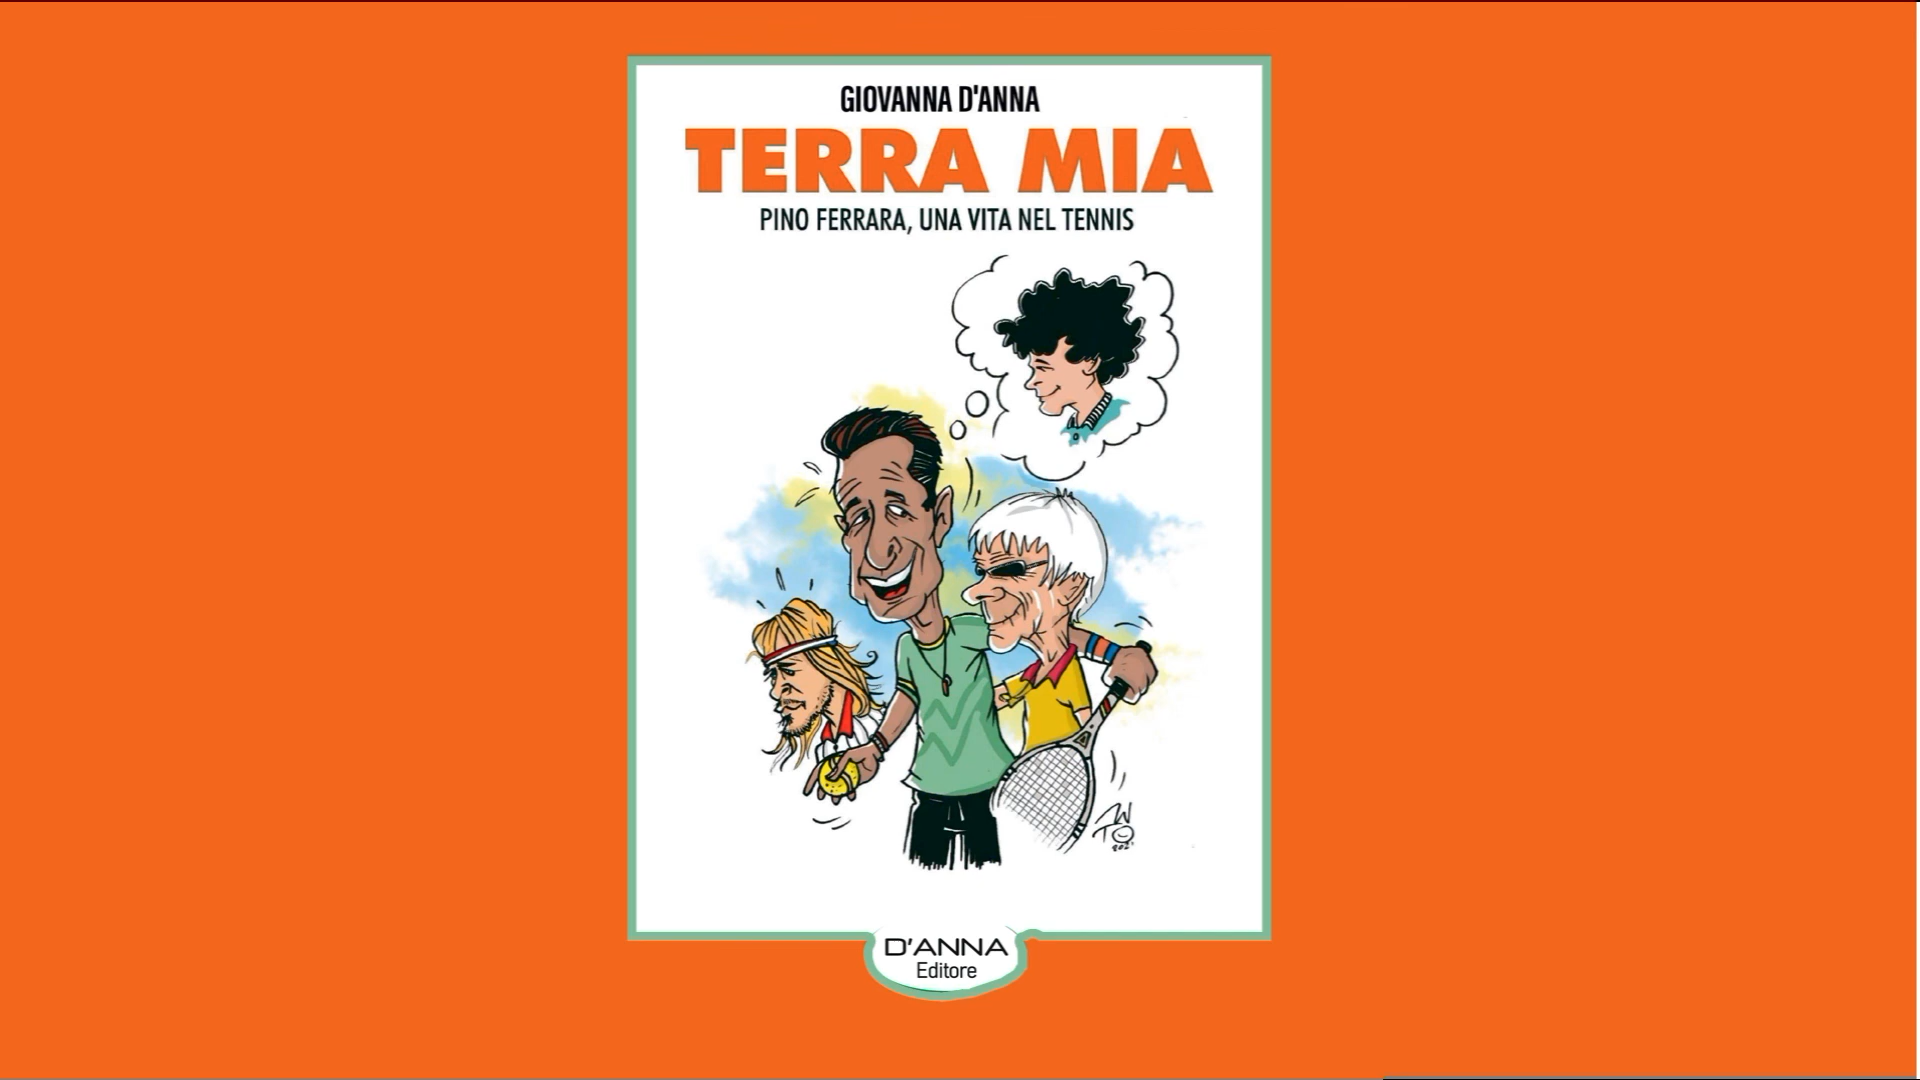 GIOVANNA D'ANNA
TERRA MIA
PINO FERRARA, UNA VITA NEL TENNIS
D'ANNA
Editore